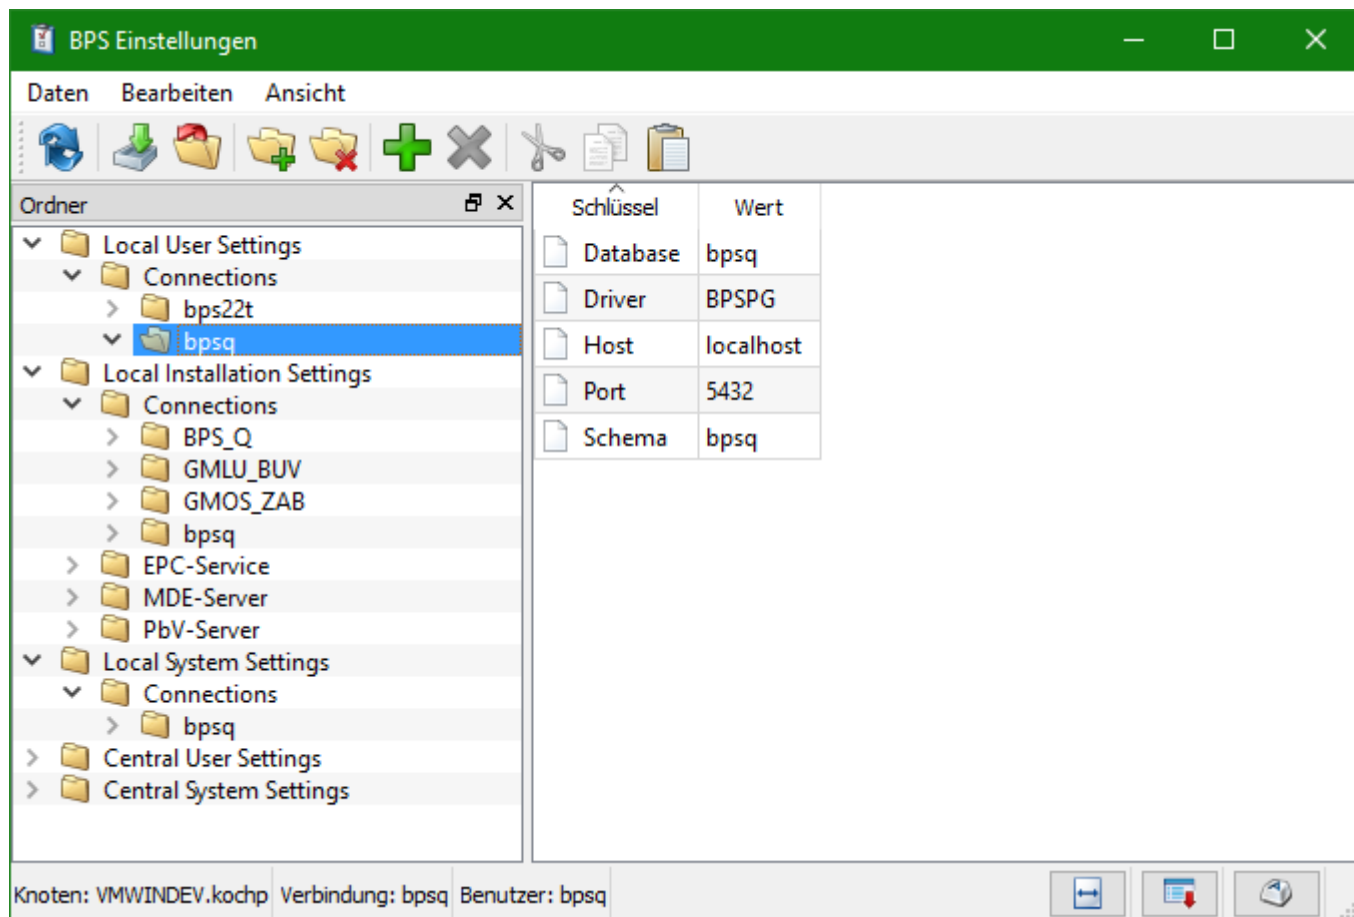 BPS Einstellungen
Daten Bearbeiten Ansicht
Ordner
Local User Settings
Connections
bps22t
bpsq
Local Installation Settings
Connections
BPS_Q
GMLU_BUV
GMOS_ZAB
bpsq
EPC-Service
MDE-Server
PbV-Server
Local System Settings
Connections
bpsq
Central User Settings
Central System Settings
Schlüssel Wert
Database bpsq
Driver BPSPG
Host localhost
Port 5432
Schema bpsq
Knoten: VMWINDEV.kochp Verbindung: bpsq Benutzer: bpsq